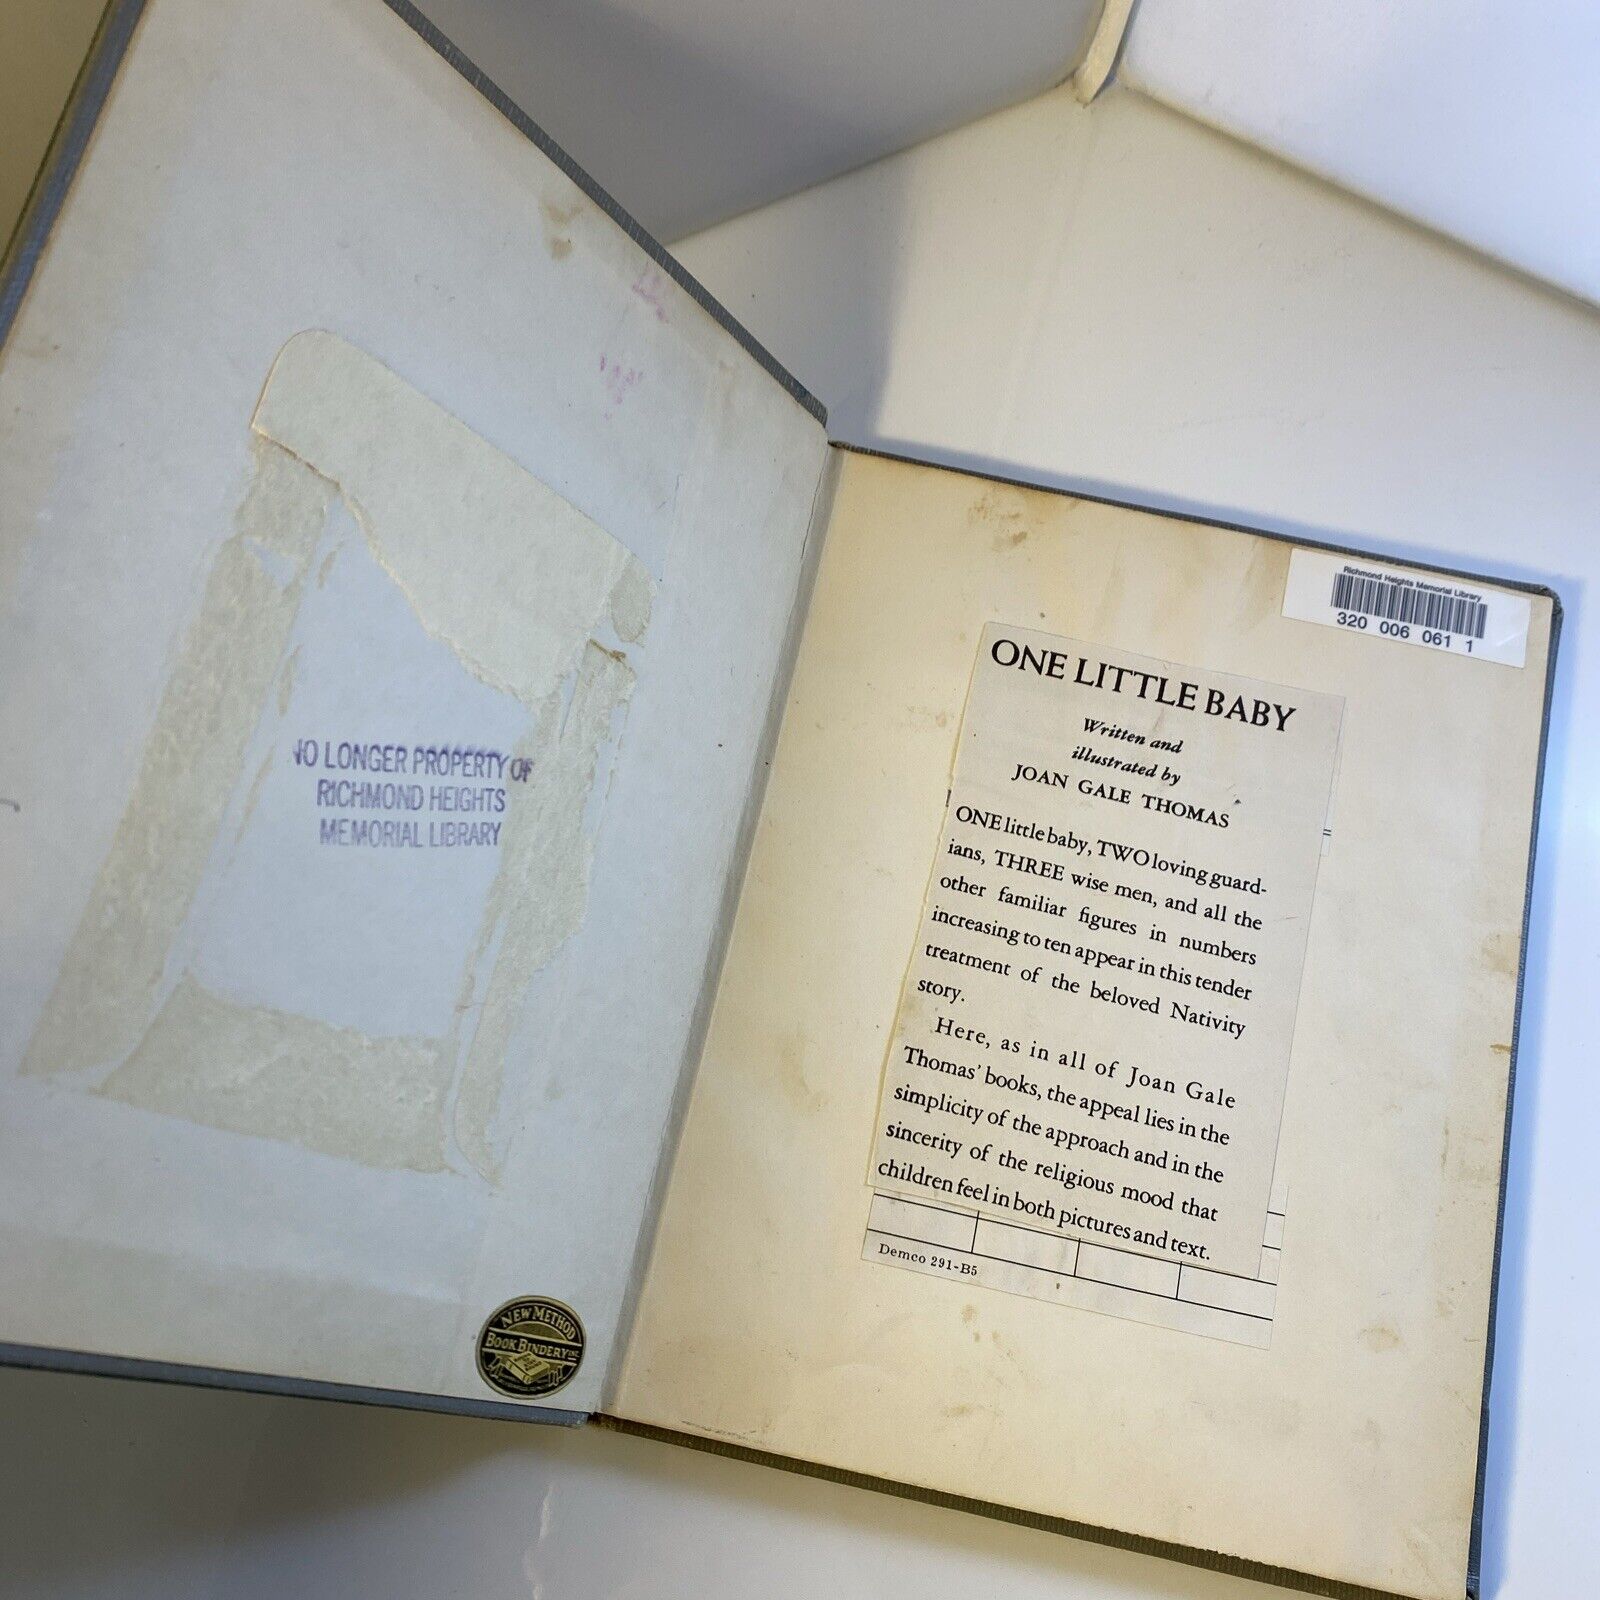 NO LONGER PROPERTY OF
RICHMOND HEIGHTS
MEMORIAL LIBRARY
NEW METHOD
BOOK BINDERY INC.
Richmond Heights Memorial Library
320 006 061 1
ONE LITTLE BABY
Written and
illustrated by
JOAN GALE THOMAS
ONE little baby, TWO loving guard-
ians, THREE wise men, and all the
other familiar figures in numbers
increasing to ten appear in this tender
treatment of the beloved Nativity
story.
Here, as in all of Joan Gale
Thomas' books, the appeal lies in the
simplicity of the approach and in the
sincerity of the religious mood that
children feel in both pictures and text.
Demco 291-B5